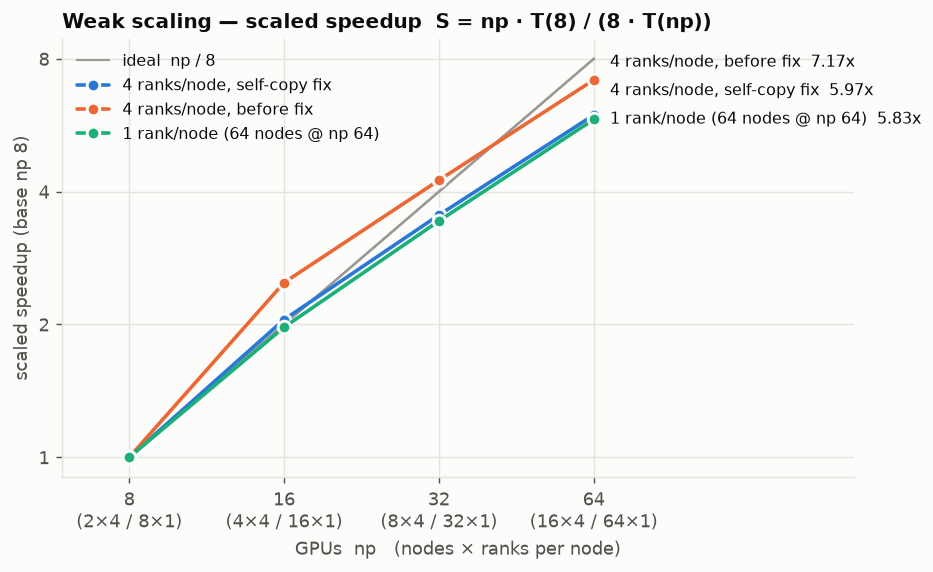 Weak scaling — scaled speedup  S = np · T(8) / (8 · T(np))
ideal  np / 8
4 ranks/node, self-copy fix
4 ranks/node, before fix
1 rank/node (64 nodes @ np 64)
4 ranks/node, before fix  7.17x
4 ranks/node, self-copy fix  5.97x
1 rank/node (64 nodes @ np 64)  5.83x
scaled speedup (base np 8)
8
4
2
1
8
(2×4 / 8×1)
16
(4×4 / 16×1)
32
(8×4 / 32×1)
64
(16×4 / 64×1)
GPUs  np   (nodes × ranks per node)